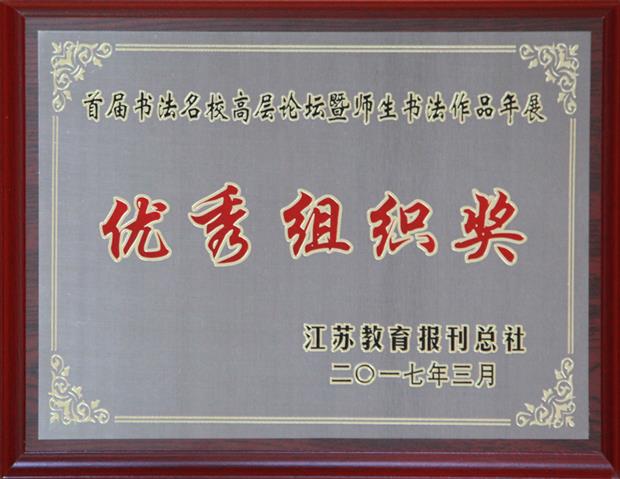 首届书法名校高层论坛暨师生书法作品年展
优秀组织奖
江苏教育报刊总社
二〇一七年三月